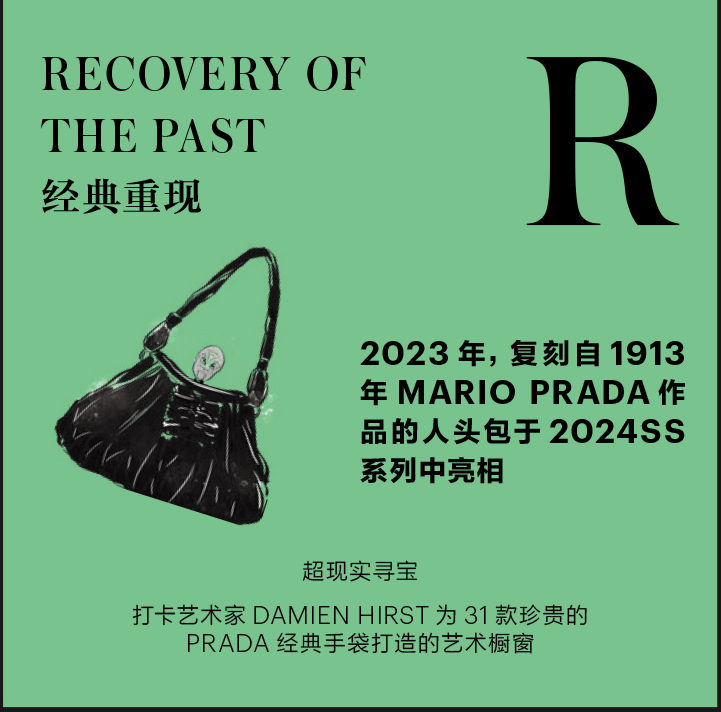 RECOVERY OF
THE PAST
经典重现
R
2023 年，复刻自 1913
年 MARIO PRADA 作
品的人头包于 2024SS
系列中亮相
超现实寻宝
打卡艺术家 DAMIEN HIRST 为 31 款珍贵的
PRADA 经典手袋打造的艺术橱窗